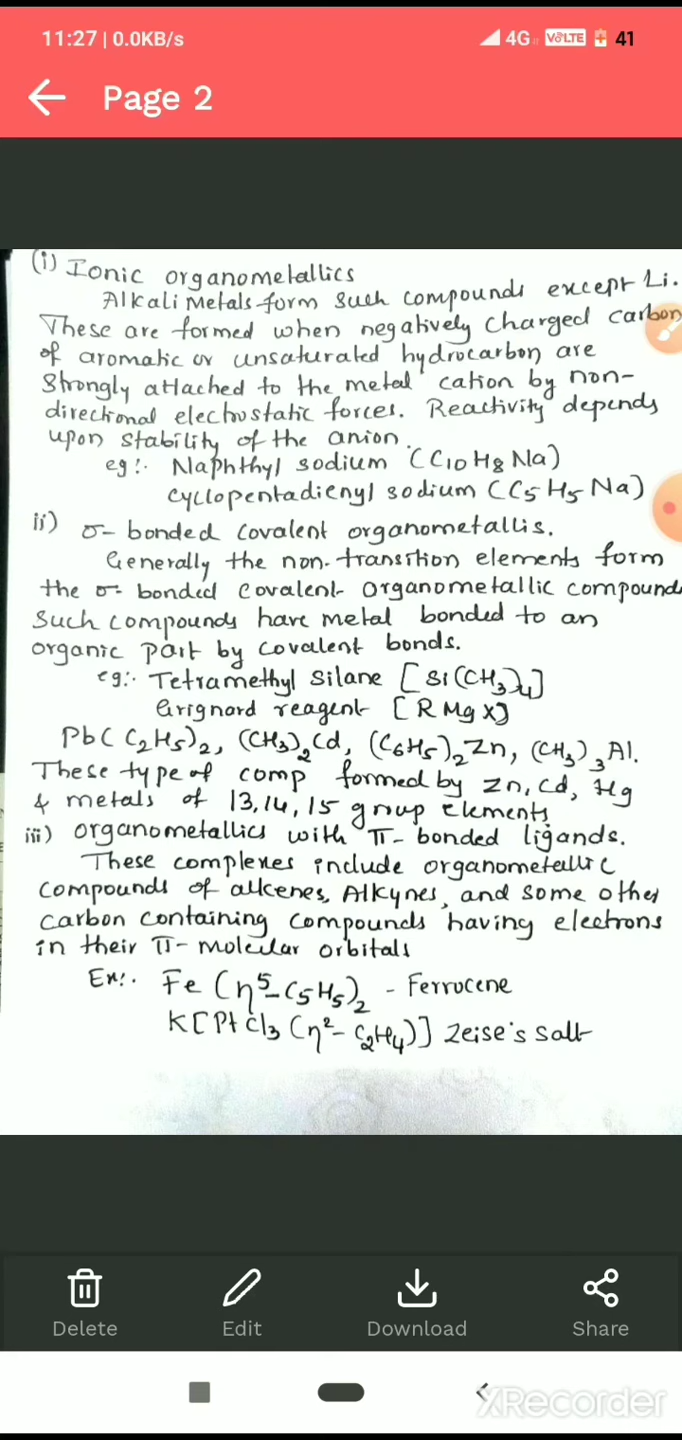 11:27 | 0.0KB/s 4G VoLTE 41
Page 2
(i) Ionic organometallics
Alkali Metals form such compounds except Li.
These are formed when negatively charged carbon
of aromatic or unsaturated hydrocarbon are
strongly attached to the metal cation by non-
directional electrostatic forces. Reactivity depends
upon stability of the anion.
eg:- Naphthyl sodium (C10H8Na)
cyclopentadienyl sodium (C5H5Na)
ii) σ- bonded covalent organometallis.
Generally the non-transition elements form
the σ- bonded covalent organometallic compounds
Such compounds have metal bonded to an
organic part by covalent bonds.
eg:- Tetramethyl silane [Si(CH3)4]
Grignard reagent [RMgX]
Pb(C2H5)2, (CH3)2Cd, (C6H5)2Zn, (CH3)3Al.
These type of comp formed by Zn, Cd, Hg
& metals of 13,14,15 group elements
iii) organometallics with π- bonded ligands.
These complexes include organometallic
compounds of alkenes, Alkynes, and some other
carbon containing compounds having electrons
in their π- moleular orbitals
Ex:. Fe(η5-C5H5)2 - Ferrocene
K[PtCl3(η2-C2H4)] Zeise's salt
Delete Edit Download Share
XRecorder